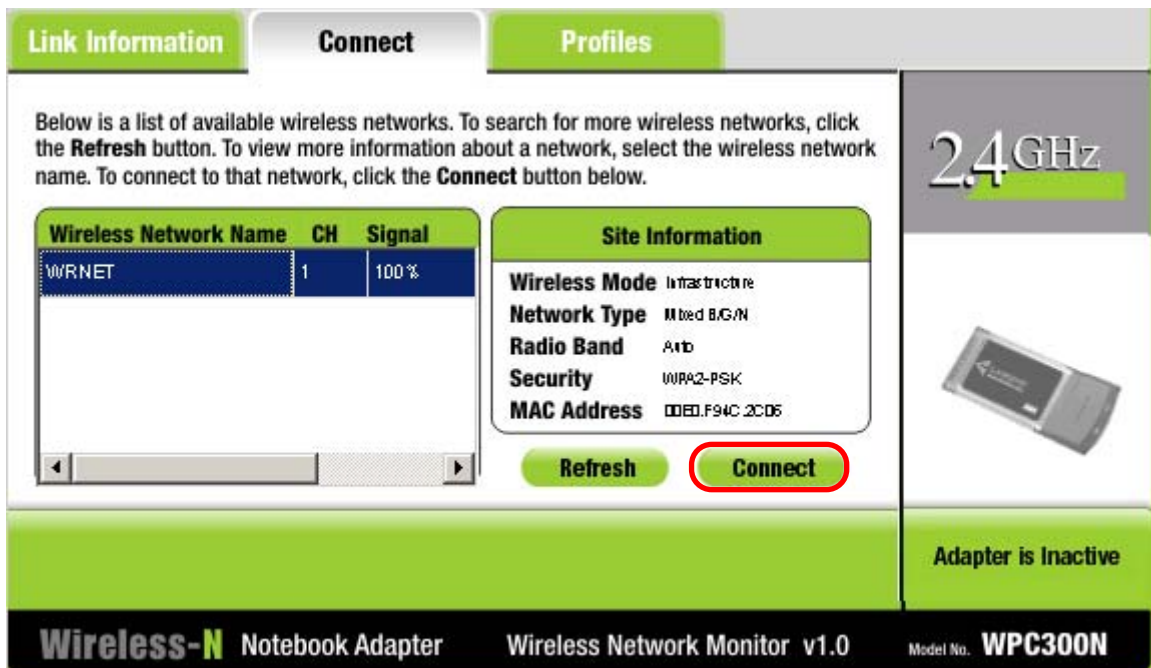 Link Information Connect Profiles
Below is a list of available wireless networks. To search for more wireless networks, click
the Refresh button. To view more information about a network, select the wireless network
name. To connect to that network, click the Connect button below.
2.4GHz
Wireless Network Name CH Signal
WRNET 1 100%
Site Information
Wireless Mode Infrastructure
Network Type Mixed B/G/N
Radio Band Auto
Security WPA2-PSK
MAC Address 00E0.F94C.2CD6
Refresh Connect
Adapter is Inactive
Wireless-N Notebook Adapter Wireless Network Monitor v1.0 Model No. WPC300N